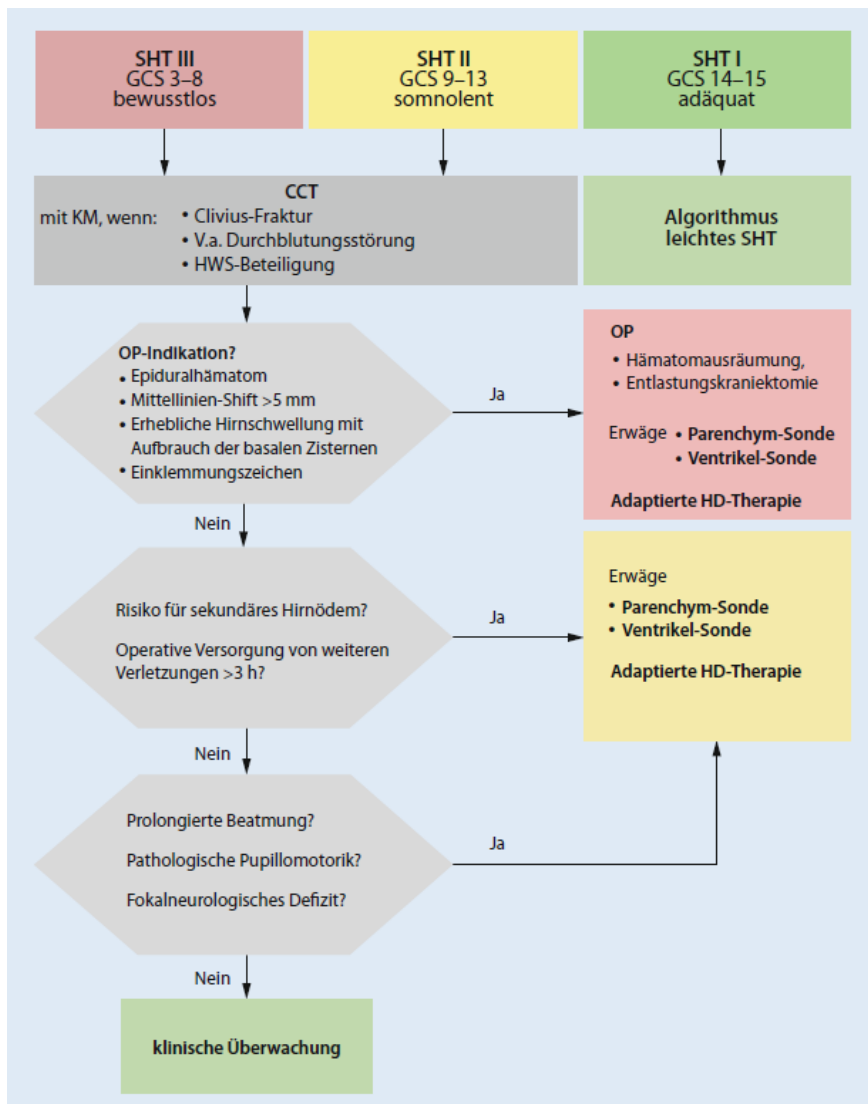 SHT III
GCS 3–8
bewusstlos
SHT II
GCS 9–13
somnolent
SHT I
GCS 14–15
adäquat
CCT
mit KM, wenn:
• Clivius-Fraktur
• V.a. Durchblutungsstörung
• HWS-Beteiligung
Algorithmus
leichtes SHT
OP-Indikation?
• Epiduralhämatom
• Mittellinien-Shift >5 mm
• Erhebliche Hirnschwellung mit
Aufbrauch der basalen Zisternen
• Einklemmungszeichen
Ja
OP
• Hämatomausräumung,
• Entlastungskraniektomie
Erwäge • Parenchym-Sonde
• Ventrikel-Sonde
Adaptierte HD-Therapie
Nein
Risiko für sekundäres Hirnödem?
Operative Versorgung von weiteren
Verletzungen >3 h?
Ja
Erwäge
• Parenchym-Sonde
• Ventrikel-Sonde
Adaptierte HD-Therapie
Nein
Prolongierte Beatmung?
Pathologische Pupillomotorik?
Fokalneurologisches Defizit?
Ja
Nein
klinische Überwachung